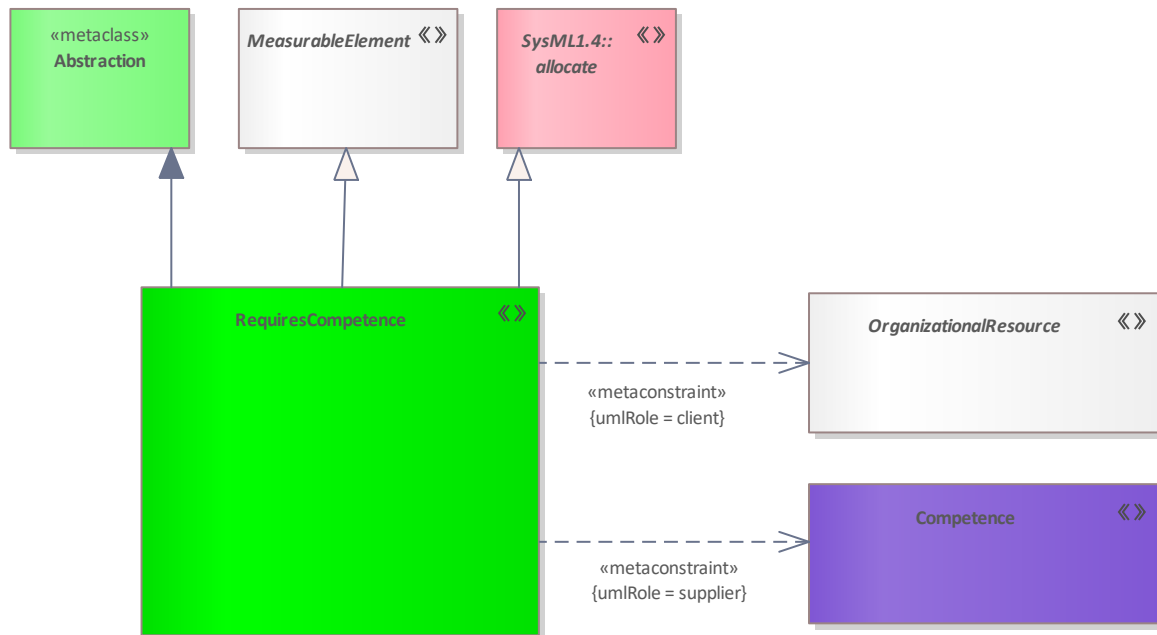 «metaclass»
Abstraction
MeasurableElement
SysML1.4::
allocate
RequiresCompetence
OrganizationalResource
«metaconstraint»
{umlRole = client}
Competence
«metaconstraint»
{umlRole = supplier}